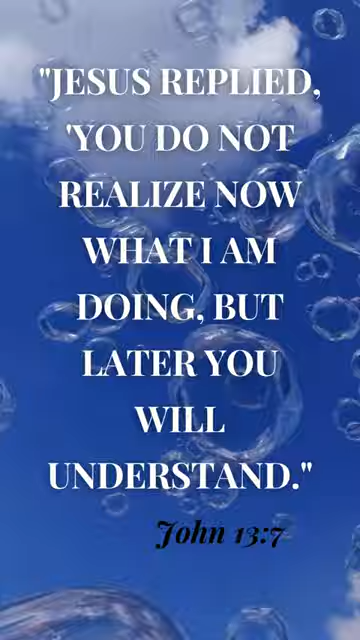 "JESUS REPLIED,
'YOU DO NOT
REALIZE NOW
WHAT I AM
DOING, BUT
LATER YOU
WILL
UNDERSTAND."
John 13:7